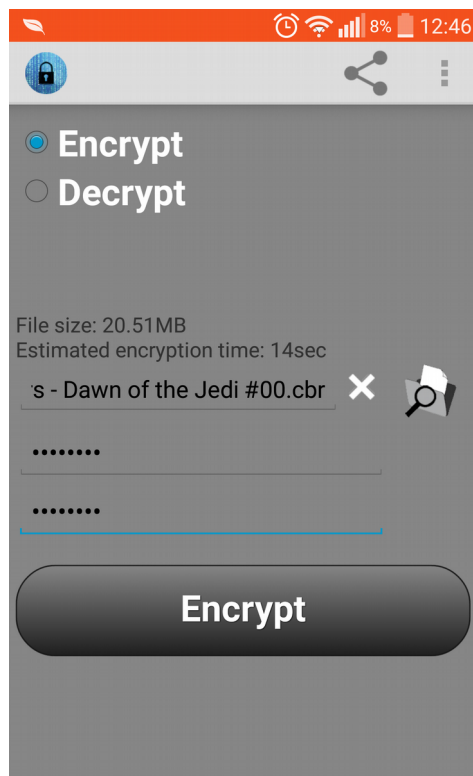 8% 12:46
Encrypt
Decrypt
File size: 20.51MB
Estimated encryption time: 14sec
's - Dawn of the Jedi #00.cbr
••••••••
••••••••
Encrypt